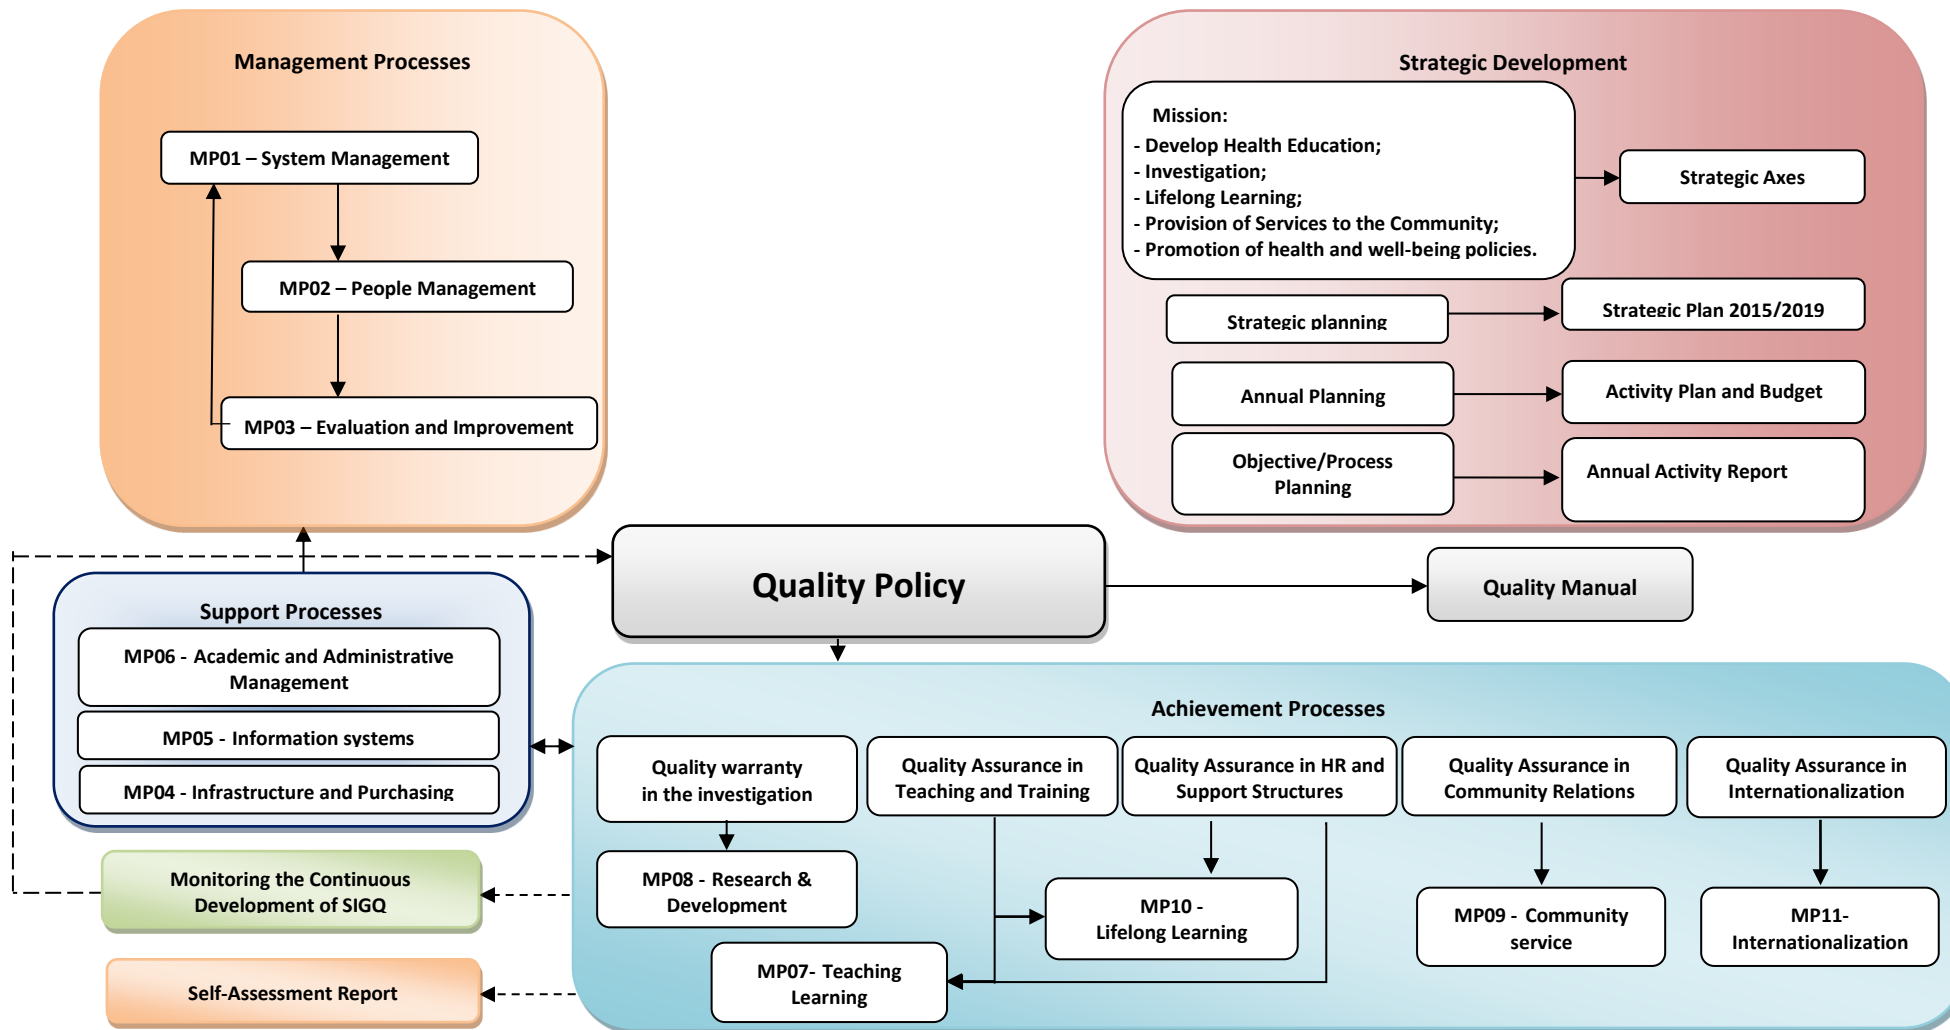 Management Processes
MP01 – System Management
MP02 – People Management
MP03 – Evaluation and Improvement
Strategic Development
Mission:
- Develop Health Education;
- Investigation;
- Lifelong Learning;
- Provision of Services to the Community;
- Promotion of health and well-being policies.
Strategic Axes
Strategic planning
Strategic Plan 2015/2019
Annual Planning
Activity Plan and Budget
Objective/Process
Planning
Annual Activity Report
Quality Policy
Quality Manual
Support Processes
MP06 - Academic and Administrative
Management
MP05 - Information systems
MP04 - Infrastructure and Purchasing
Monitoring the Continuous
Development of SIGQ
Self-Assessment Report
Achievement Processes
Quality warranty
in the investigation
Quality Assurance in
Teaching and Training
Quality Assurance in HR and
Support Structures
Quality Assurance in
Community Relations
Quality Assurance in
Internationalization
MP08 - Research &
Development
MP10 -
Lifelong Learning
MP09 - Community
service
MP11-
Internationalization
MP07- Teaching
Learning